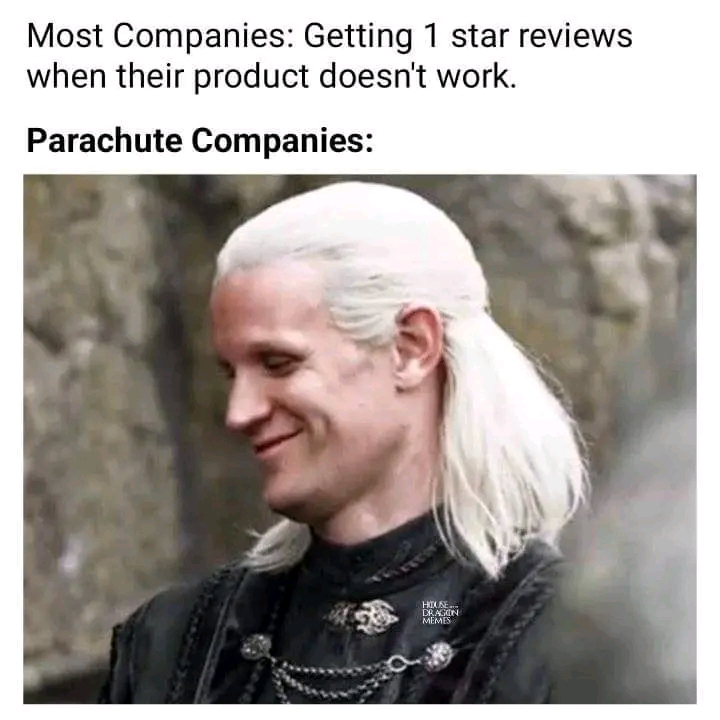 Most Companies: Getting 1 star reviews
when their product doesn't work.
Parachute Companies:
HOUSE
DRAGON
MEMES